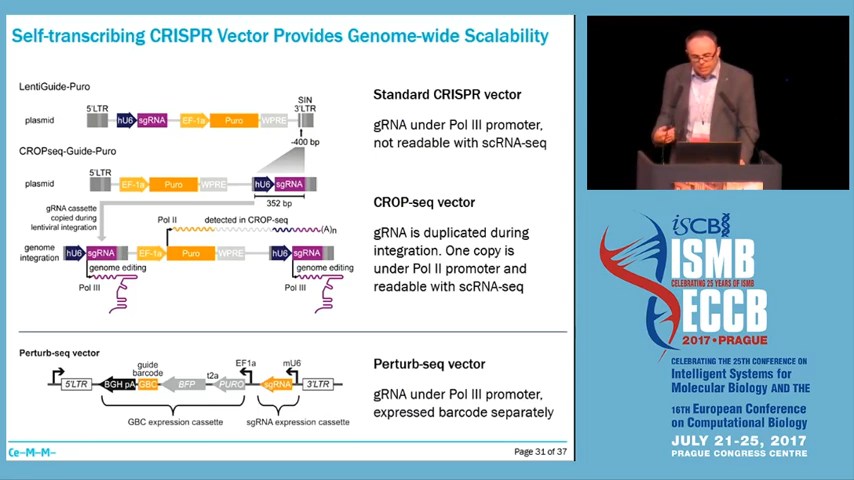 Self-transcribing CRISPR Vector Provides Genome-wide Scalability
LentiGuide-Puro
plasmid
5'LTR
hU6
sgRNA
EF-1a
Puro
WPRE
SIN
3'LTR
-400 bp
CROPseq-Guide-Puro
plasmid
5'LTR
EF-1a
Puro
WPRE
hU6
sgRNA
352 bp
gRNA cassette
copied during
lentiviral integration
Pol II
detected in CROP-seq
(A)n
genome
integration
hU6
sgRNA
EF-1a
Puro
WPRE
hU6
sgRNA
genome editing
Pol III
genome editing
Pol III
Standard CRISPR vector
gRNA under Pol III promoter,
not readable with scRNA-seq
CROP-seq vector
gRNA is duplicated during
integration. One copy is
under Pol II promoter and
readable with scRNA-seq
Perturb-seq vector
5'LTR
BGH pA
guide
barcode
GBC
BFP
t2a
PURO
EF1a
sgRNA
mU6
3'LTR
GBC expression cassette
sgRNA expression cassette
Perturb-seq vector
gRNA under Pol III promoter,
expressed barcode separately
Ce-M-M-
Page 31 of 37
iSCB
ISMB
CELEBRATING 25 YEARS OF ISMB
ECCB
2017 • PRAGUE
CELEBRATING THE 25TH CONFERENCE ON
Intelligent Systems for
Molecular Biology AND THE
16TH European Conference
on Computational Biology
JULY 21-25, 2017
PRAGUE CONGRESS CENTRE